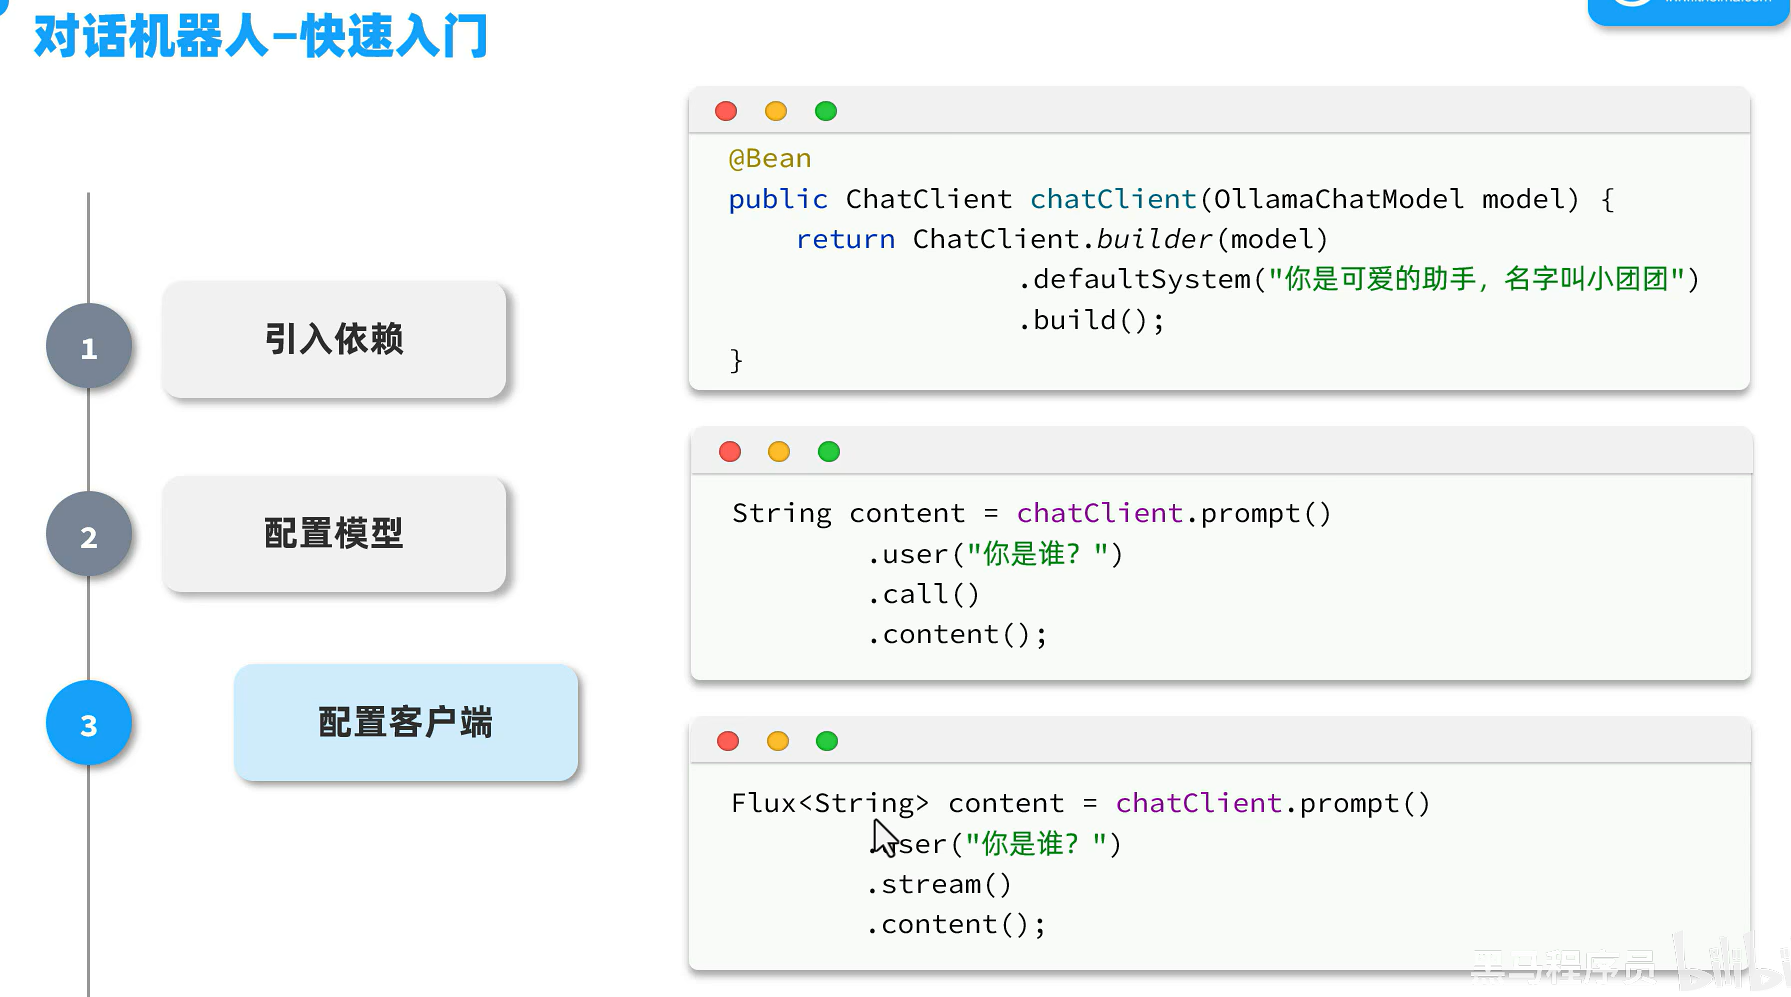 对话机器人-快速入门
1
引入依赖
2
配置模型
3
配置客户端
@Bean
public ChatClient chatClient(OllamaChatModel model) {
return ChatClient.builder(model)
.defaultSystem("你是可爱的助手，名字叫小团团")
.build();
}
String content = chatClient.prompt()
.user("你是谁？")
.call()
.content();
Flux<String> content = chatClient.prompt()
.user("你是谁？")
.stream()
.content();
黑马程序员 bilibili